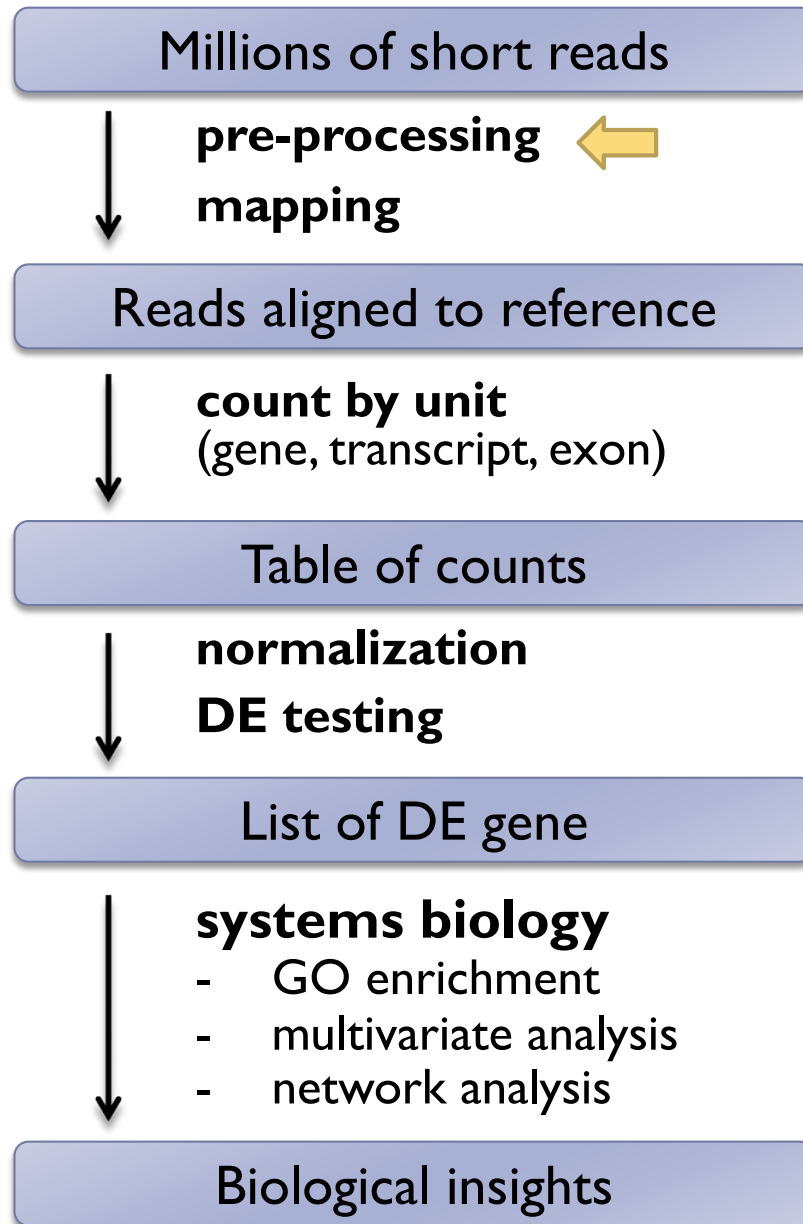 Millions of short reads
pre-processing
mapping
Reads aligned to reference
count by unit
(gene, transcript, exon)
Table of counts
normalization
DE testing
List of DE gene
systems biology
- GO enrichment
- multivariate analysis
- network analysis
Biological insights